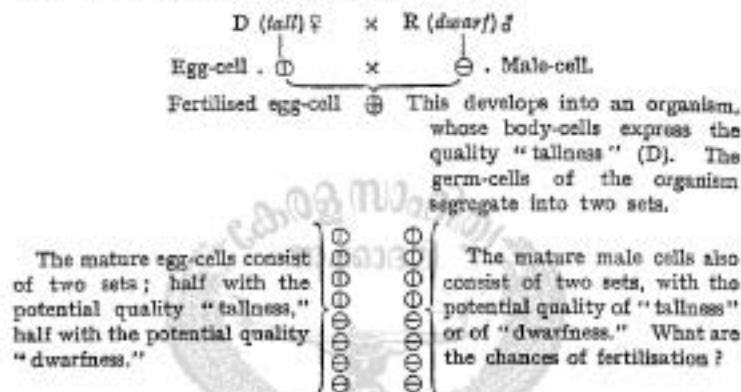 D (tall) ♀ × R (dwarf) ♂
Egg-cell . ⦶ × ⊖ . Male-cell.
Fertilised egg-cell ⊕ This develops into an organism,
whose body-cells express the
quality “tallness” (D). The
germ-cells of the organism
segregate into two sets.
The mature egg-cells consist
of two sets; half with the
potential quality “tallness,”
half with the potential quality
“dwarfness.”
The mature male cells also
consist of two sets, with the
potential quality of “tallness”
or of “dwarfness.” What are
the chances of fertilisation?